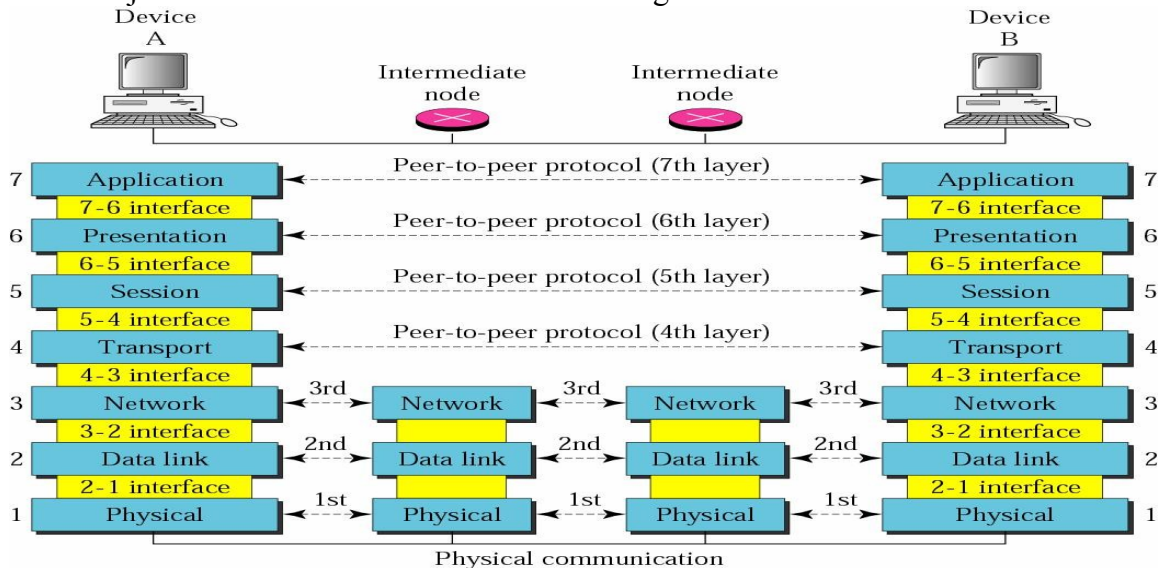 Device
A
Device
B
Intermediate
node
Intermediate
node
Peer-to-peer protocol (7th layer)
7 Application
Application 7
7-6 interface
7-6 interface
Peer-to-peer protocol (6th layer)
6 Presentation
Presentation 6
6-5 interface
6-5 interface
Peer-to-peer protocol (5th layer)
5 Session
Session 5
5-4 interface
5-4 interface
Peer-to-peer protocol (4th layer)
4 Transport
Transport 4
4-3 interface
4-3 interface
3 Network 3rd Network 3rd Network 3rd Network 3
3-2 interface
3-2 interface
2 Data link 2nd Data link 2nd Data link 2nd Data link 2
2-1 interface
2-1 interface
1 Physical 1st Physical 1st Physical 1st Physical 1
Physical communication